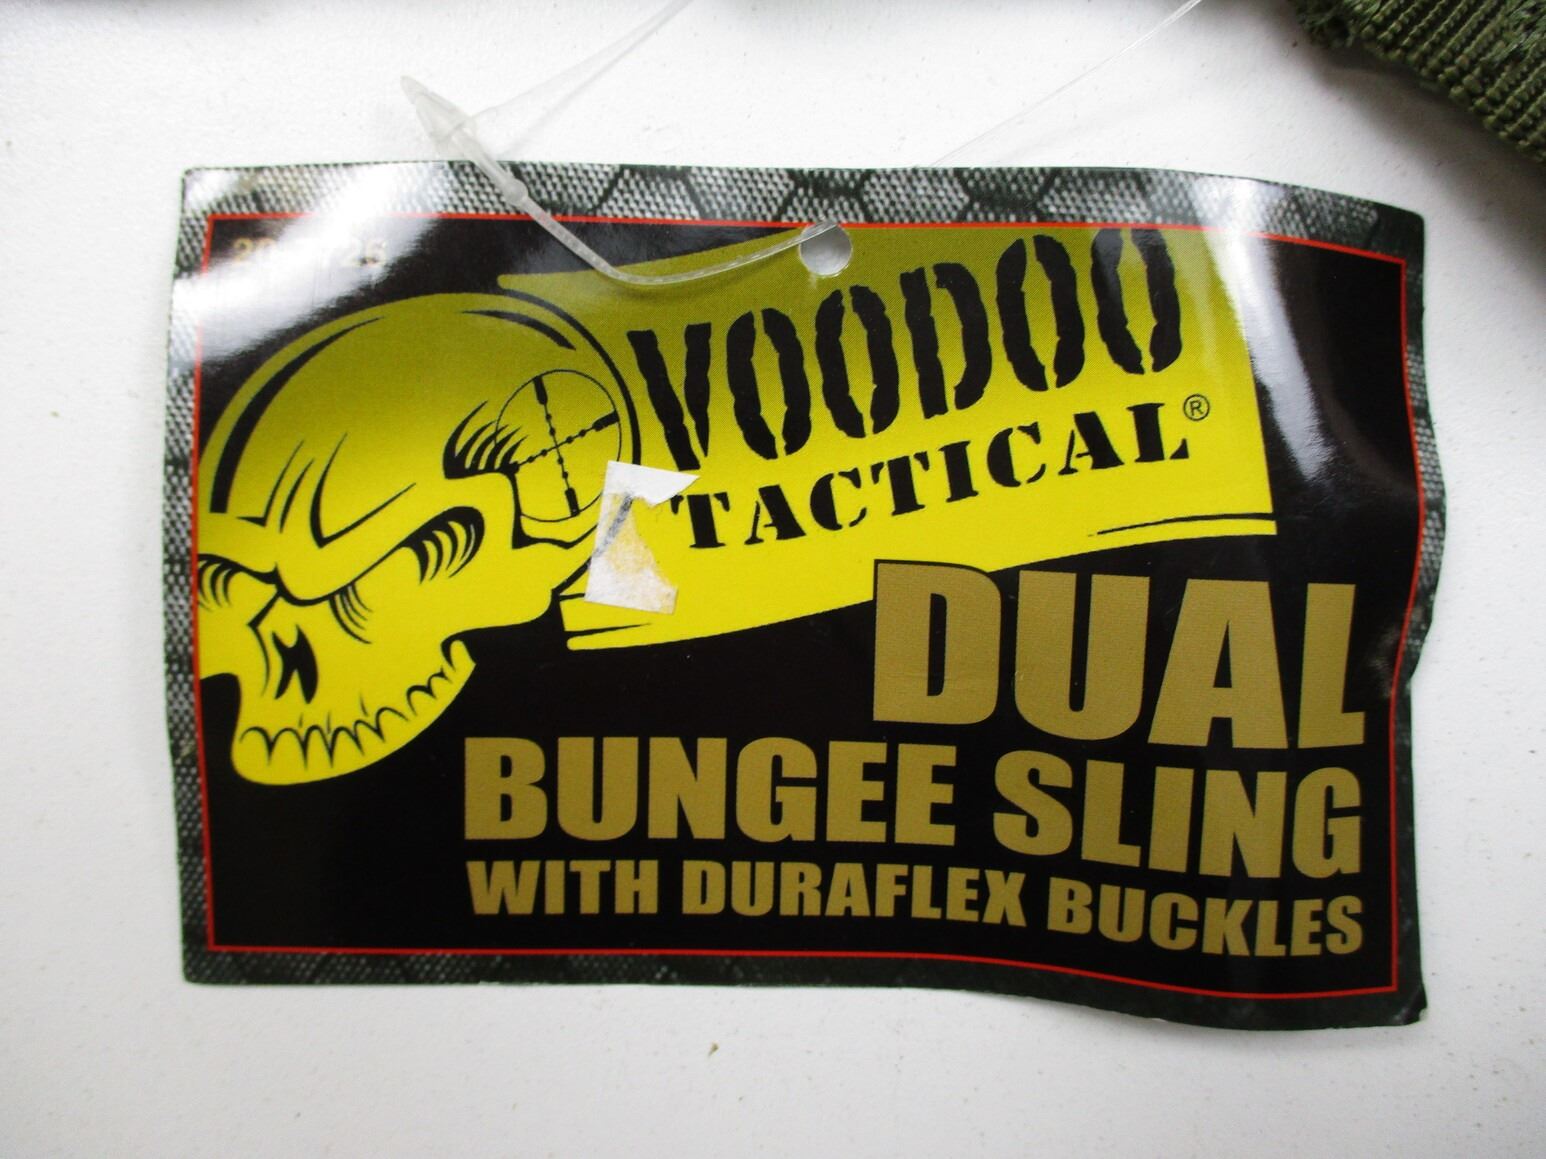 VOODOO
TACTICAL®
DUAL
BUNGEE SLING
WITH DURAFLEX BUCKLES